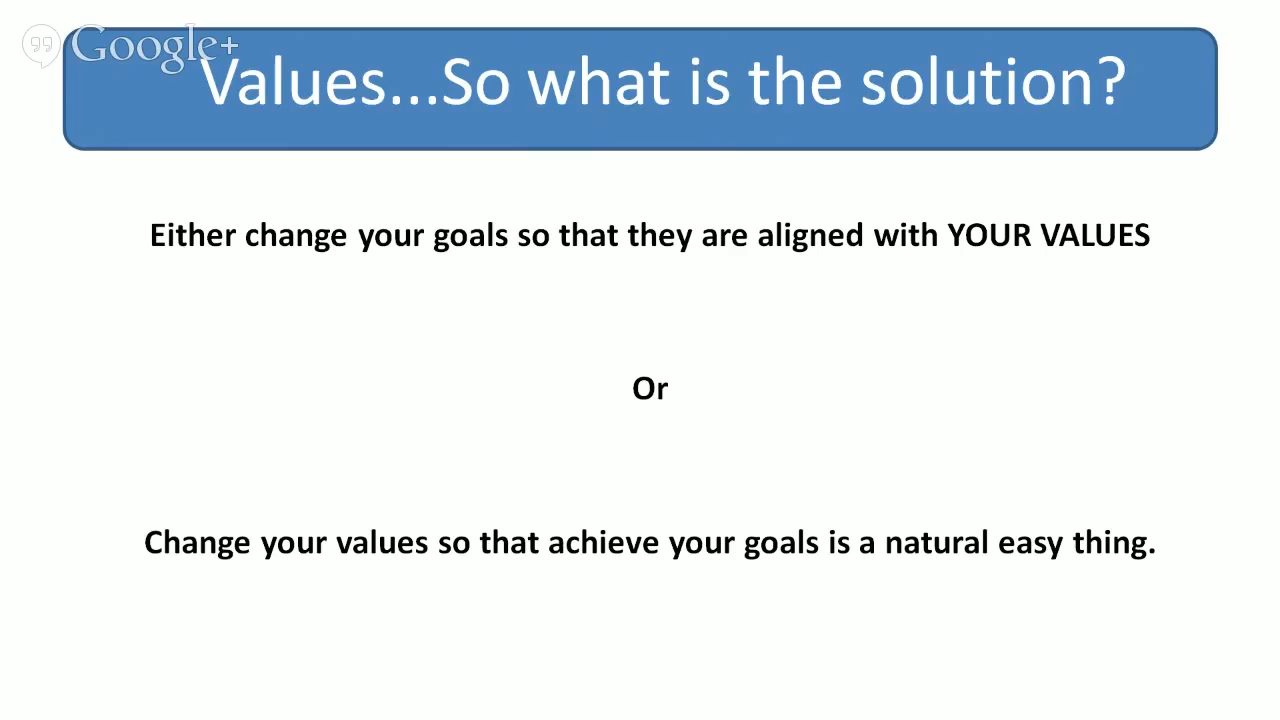 Google+
Values...So what is the solution?
Either change your goals so that they are aligned with YOUR VALUES
Or
Change your values so that achieve your goals is a natural easy thing.